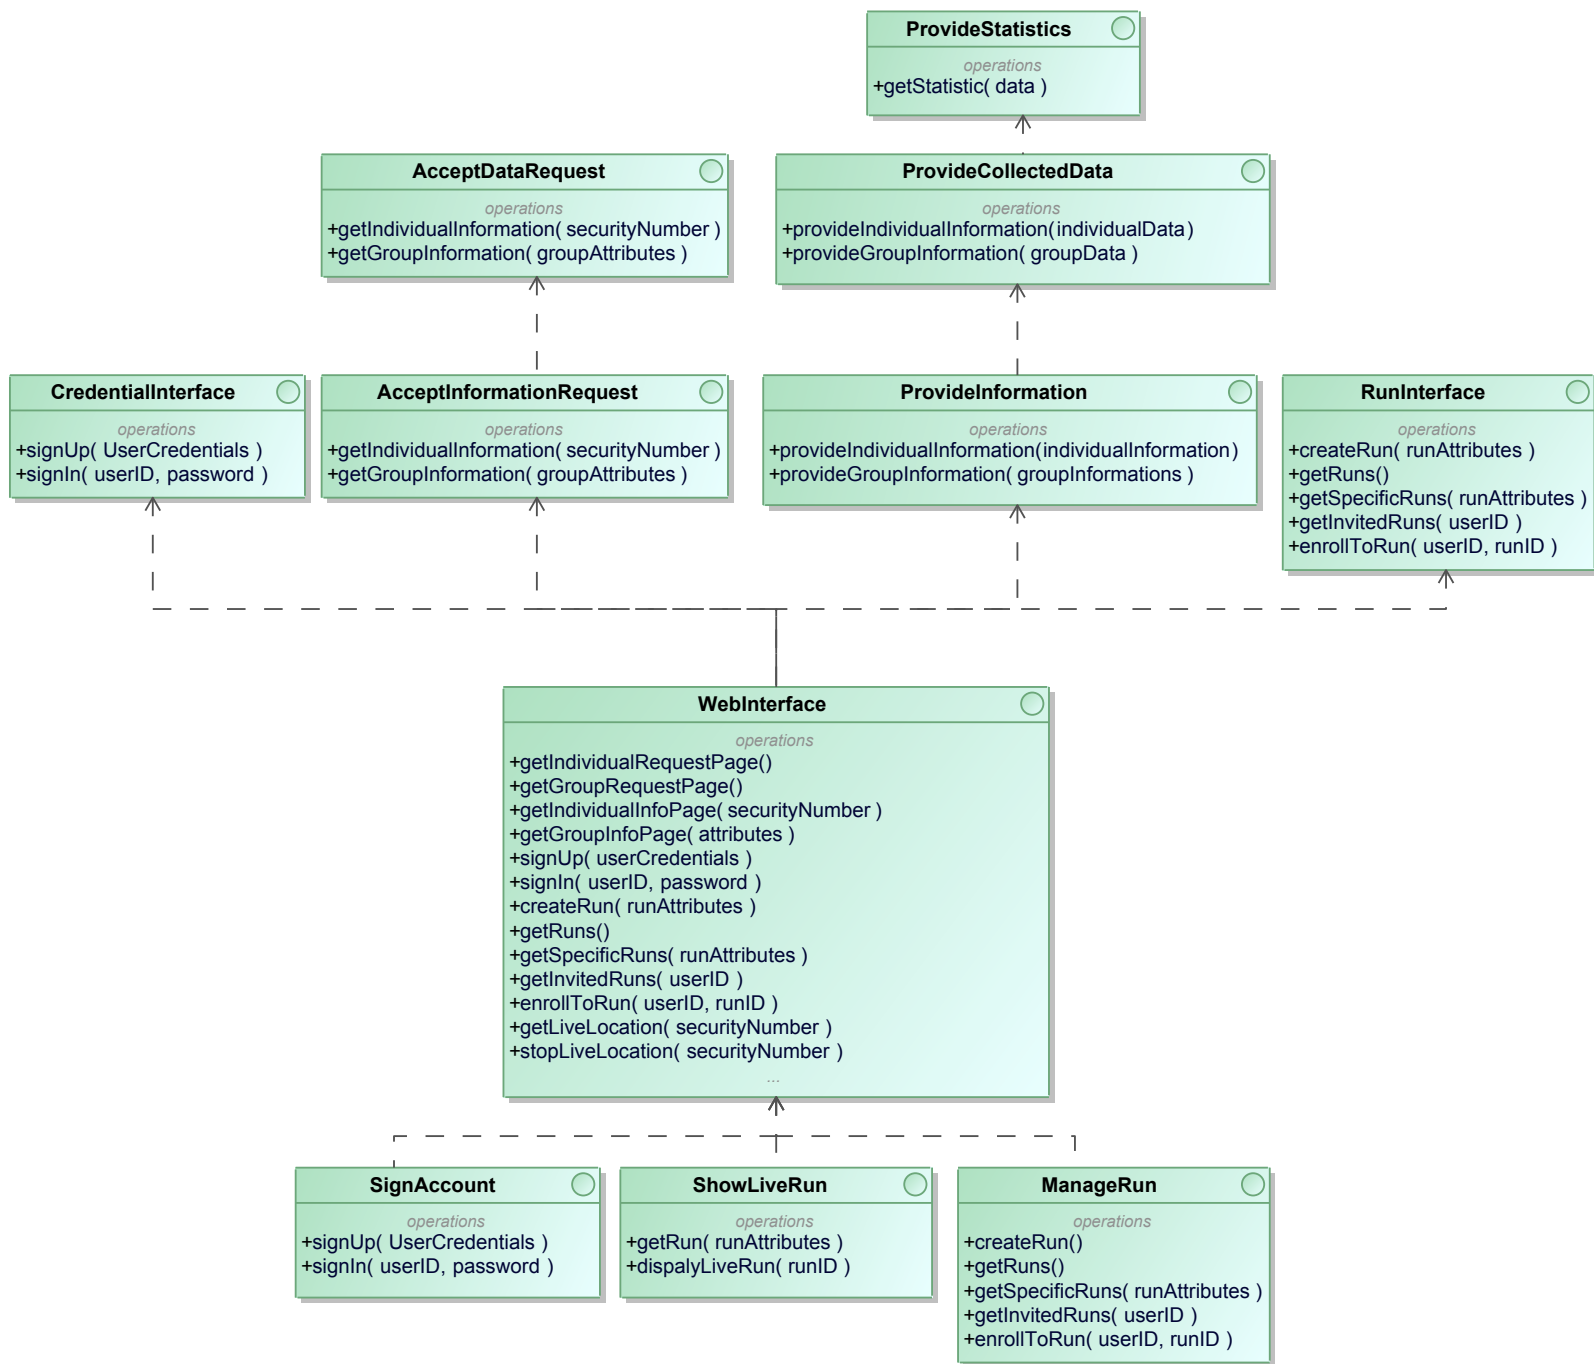 ProvideStatistics
operations
+getStatistic( data )
AcceptDataRequest
operations
+getIndividualInformation( securityNumber )
+getGroupInformation( groupAttributes )
ProvideCollectedData
operations
+provideIndividualInformation(individualData)
+provideGroupInformation( groupData )
CredentialInterface
operations
+signUp( UserCredentials )
+signIn( userID, password )
AcceptInformationRequest
operations
+getIndividualInformation( securityNumber )
+getGroupInformation( groupAttributes )
ProvideInformation
operations
+provideIndividualInformation(individualInformation)
+provideGroupInformation( groupInformations )
RunInterface
operations
+createRun( runAttributes )
+getRuns()
+getSpecificRuns( runAttributes )
+getInvitedRuns( userID )
+enrollToRun( userID, runID )
WebInterface
operations
+getIndividualRequestPage()
+getGroupRequestPage()
+getIndividualInfoPage( securityNumber )
+getGroupInfoPage( attributes )
+signUp( userCredentials )
+signIn( userID, password )
+createRun( runAttributes )
+getRuns()
+getSpecificRuns( runAttributes )
+getInvitedRuns( userID )
+enrollToRun( userID, runID )
+getLiveLocation( securityNumber )
+stopLiveLocation( securityNumber )
...
SignAccount
operations
+signUp( UserCredentials )
+signIn( userID, password )
ShowLiveRun
operations
+getRun( runAttributes )
+dispalyLiveRun( runID )
ManageRun
operations
+createRun()
+getRuns()
+getSpecificRuns( runAttributes )
+getInvitedRuns( userID )
+enrollToRun( userID, runID )